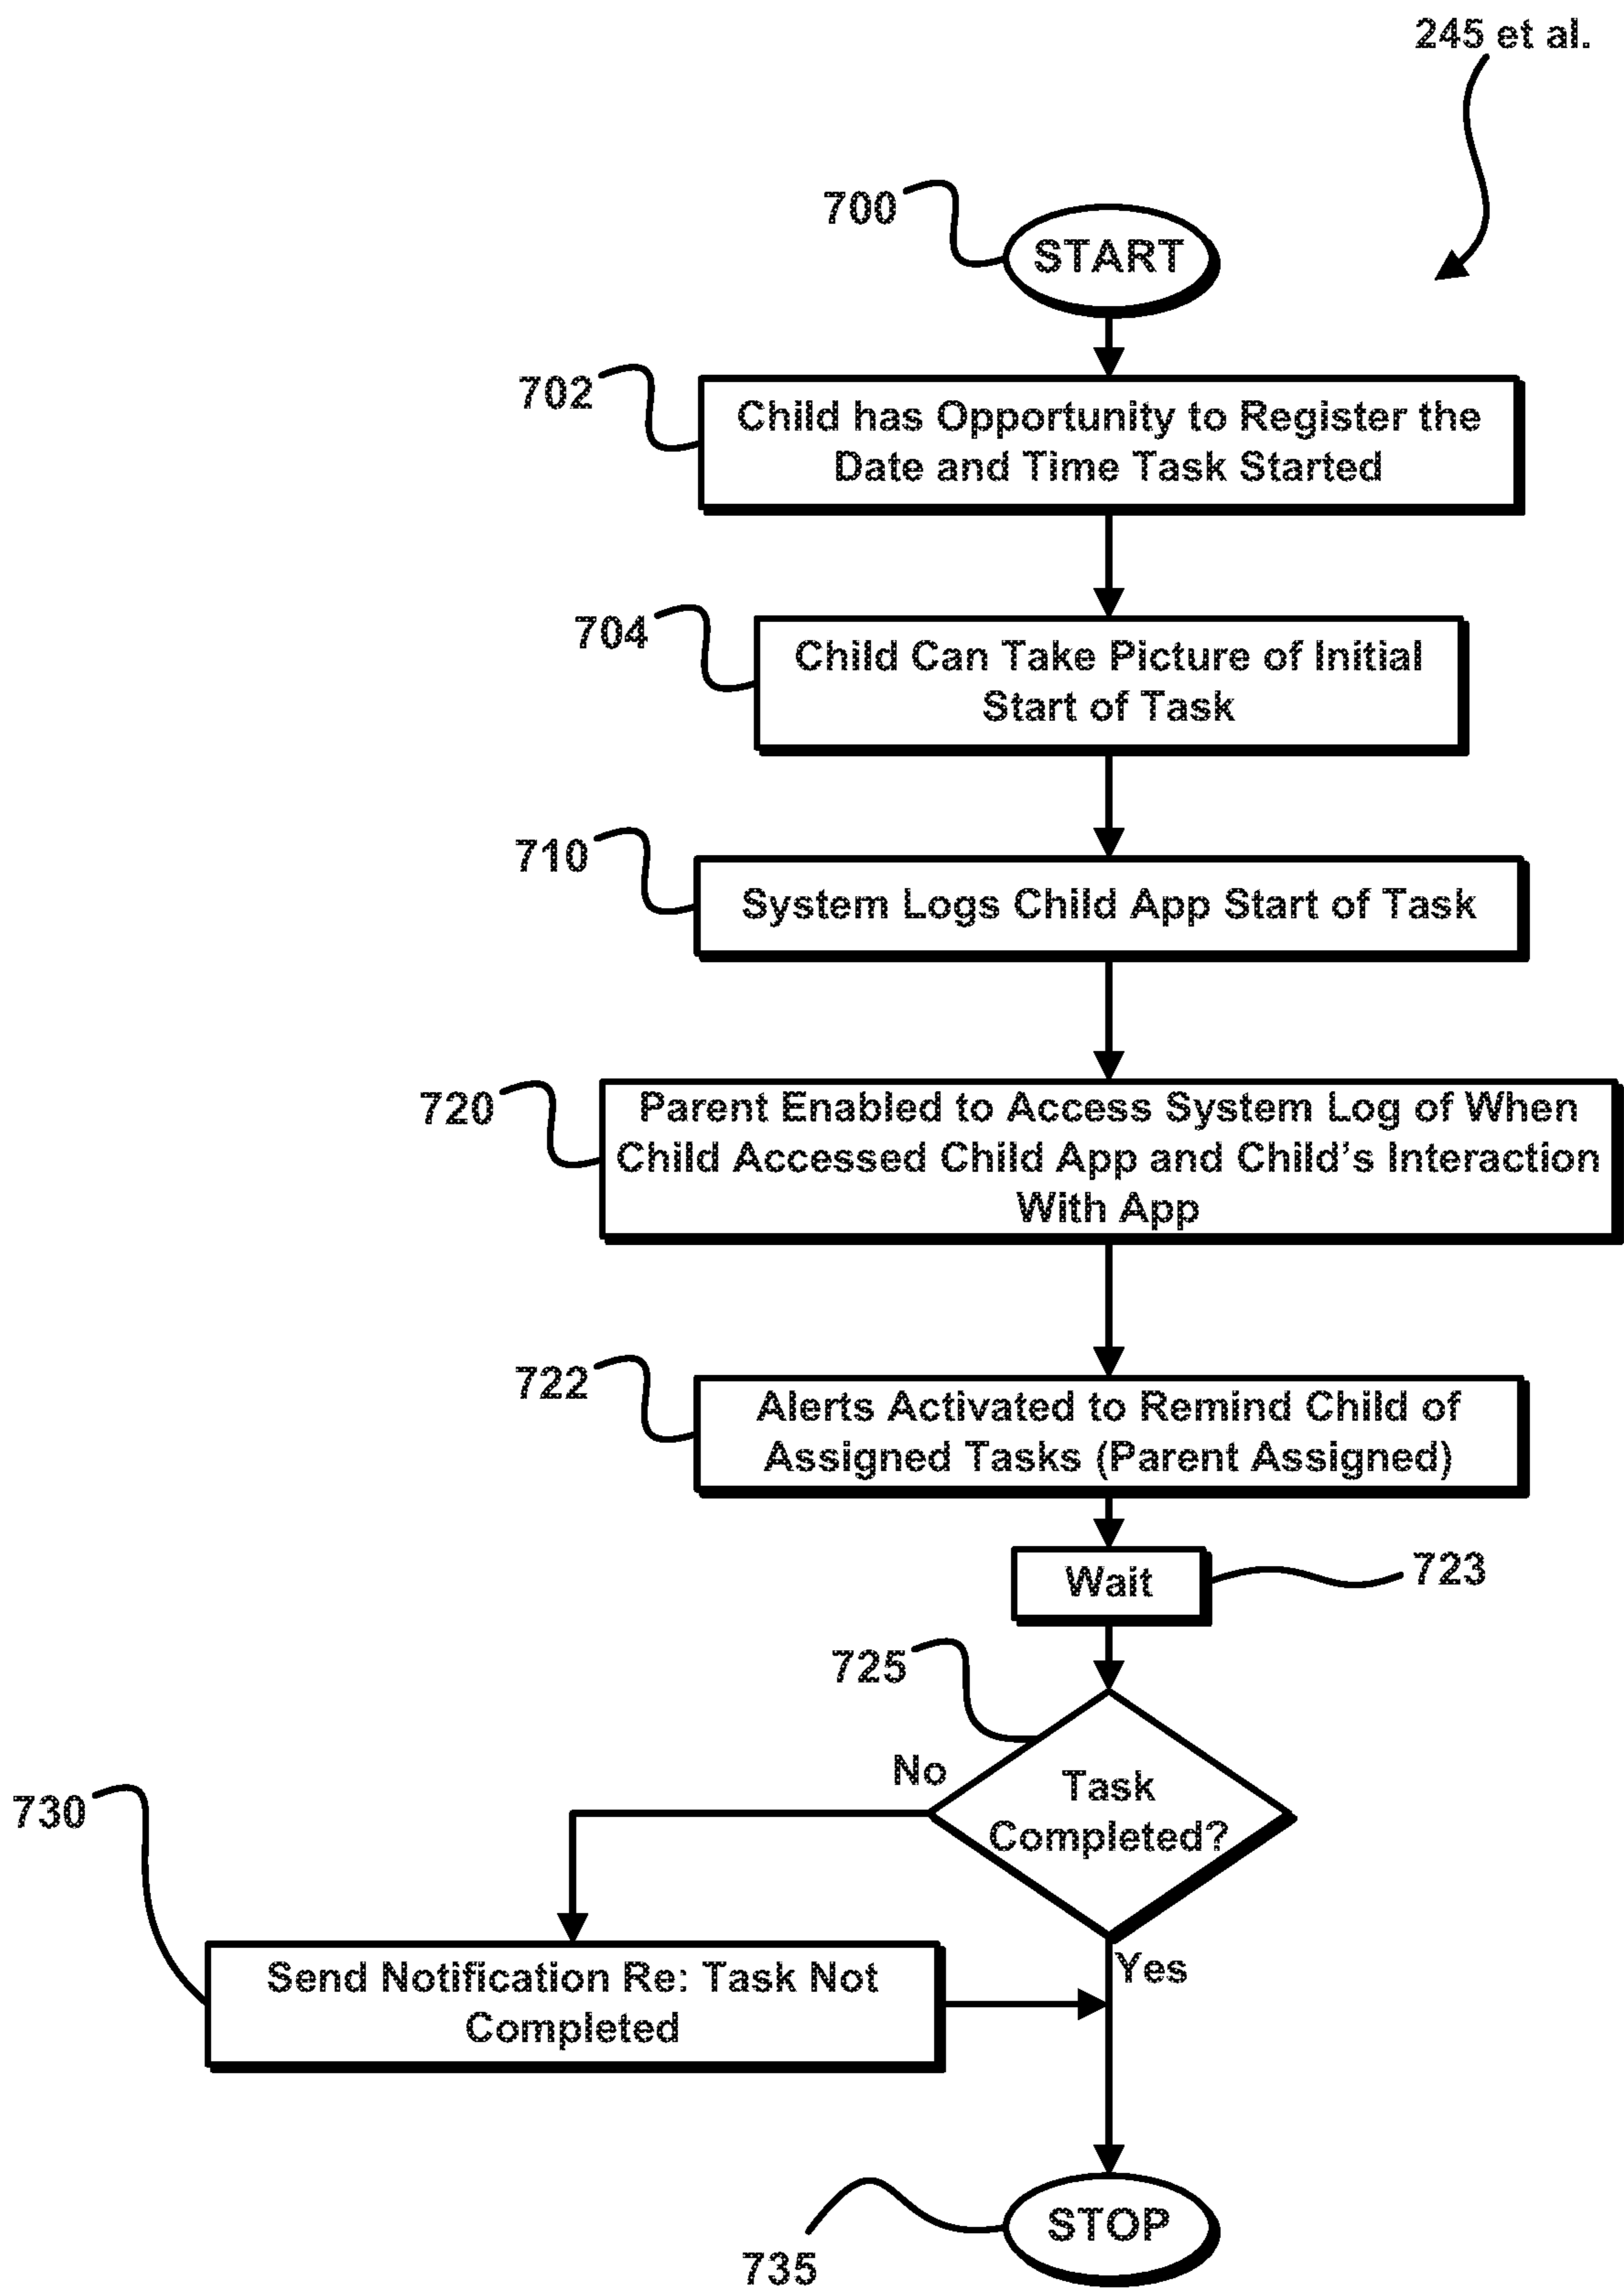 245 et al.
700
START
702
Child has Opportunity to Register the
Date and Time Task Started
704
Child Can Take Picture of Initial
Start of Task
710
System Logs Child App Start of Task
720
Parent Enabled to Access System Log of When
Child Accessed Child App and Child's Interaction
With App
722
Alerts Activated to Remind Child of
Assigned Tasks (Parent Assigned)
Wait
723
725
No
Task
Completed?
730
Yes
Send Notification Re: Task Not
Completed
STOP
735